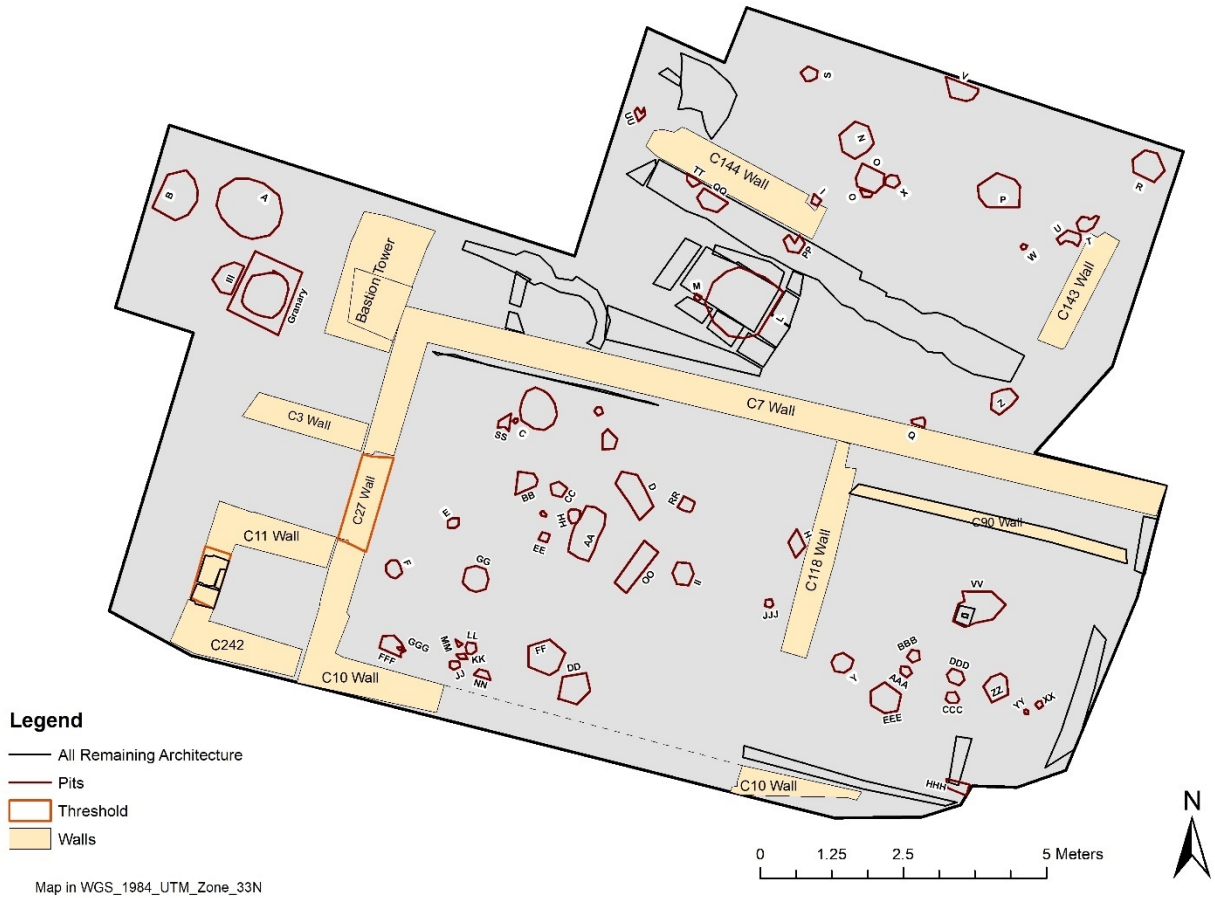 S
V
UU
N
O
X
O
P
R
C144 Wall
I
TT
QQ
PP
U
T
W
C143 Wall
B
A
III
Granary
Bastion Tower
M
L
Z
Q
C7 Wall
C3 Wall
SS
C
C27 Wall
BB
CC
D
RR
HH
AA
EE
E
C90 Wall
C11 Wall
H
F
GG
OO
II
C118 Wall
VV
JJJ
C242
FFF
GGG
MM
LL
KK
JJ
NN
FF
DD
C10 Wall
Y
BBB
AAA
DDD
CCC
ZZ
YY
XX
EEE
C10 Wall
HHH
Legend
All Remaining Architecture
Pits
Threshold
Walls
Map in WGS_1984_UTM_Zone_33N
0 1.25 2.5 5 Meters
N